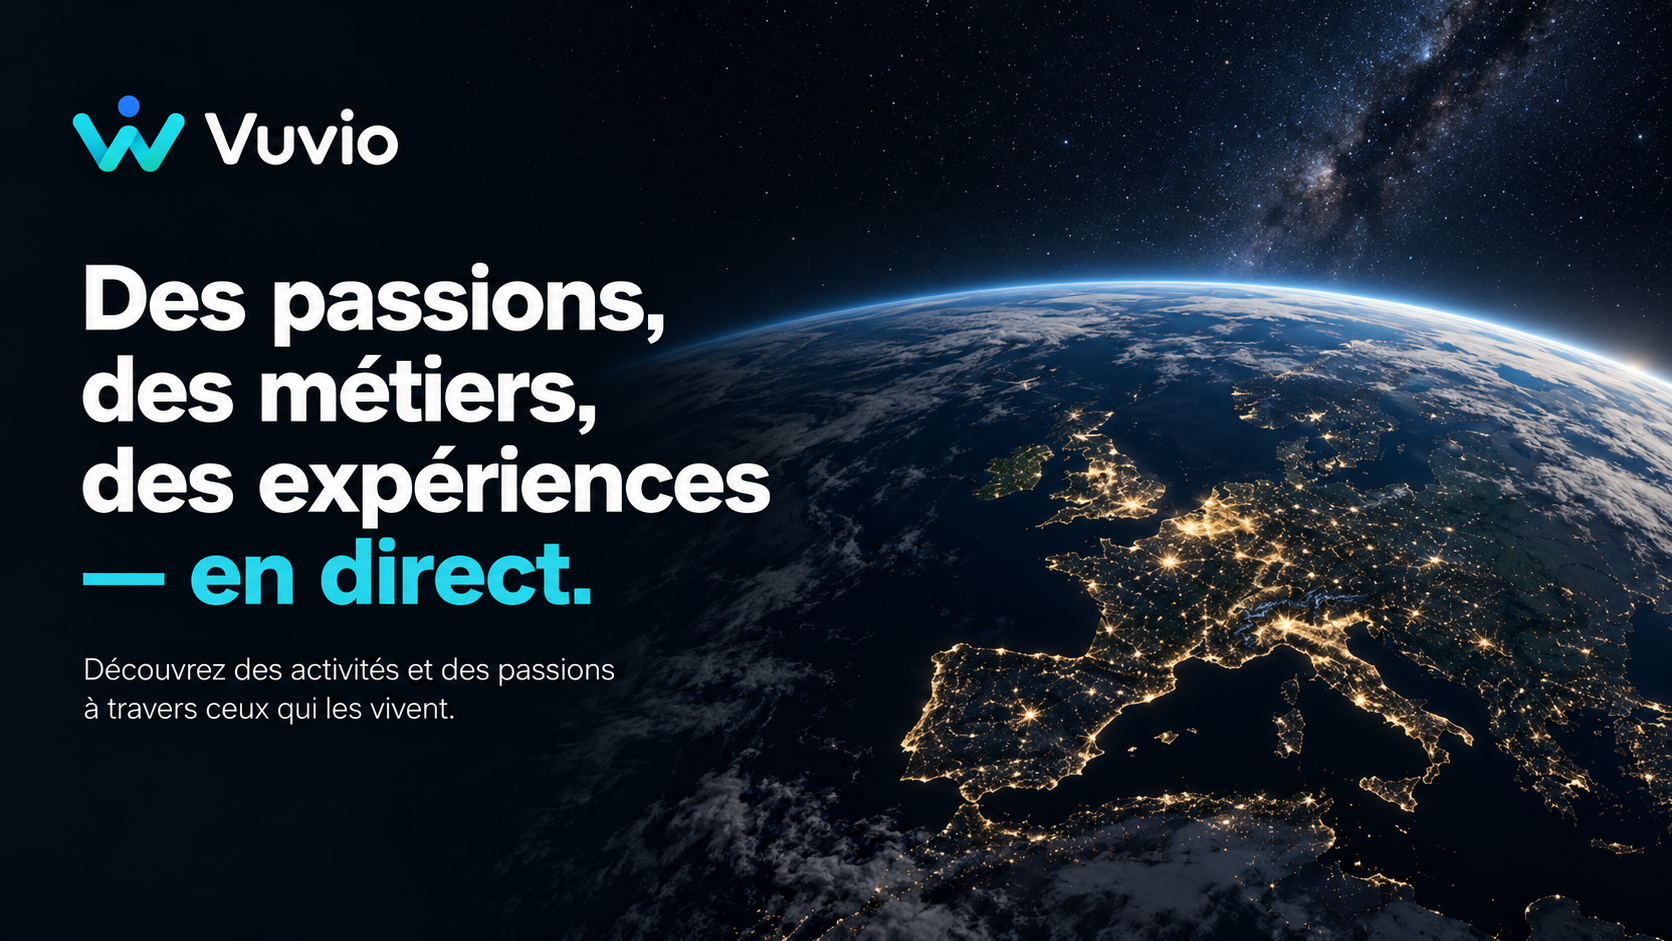 Vuvio
Des passions,
des métiers,
des expériences
— en direct.
Découvrez des activités et des passions
à travers ceux qui les vivent.